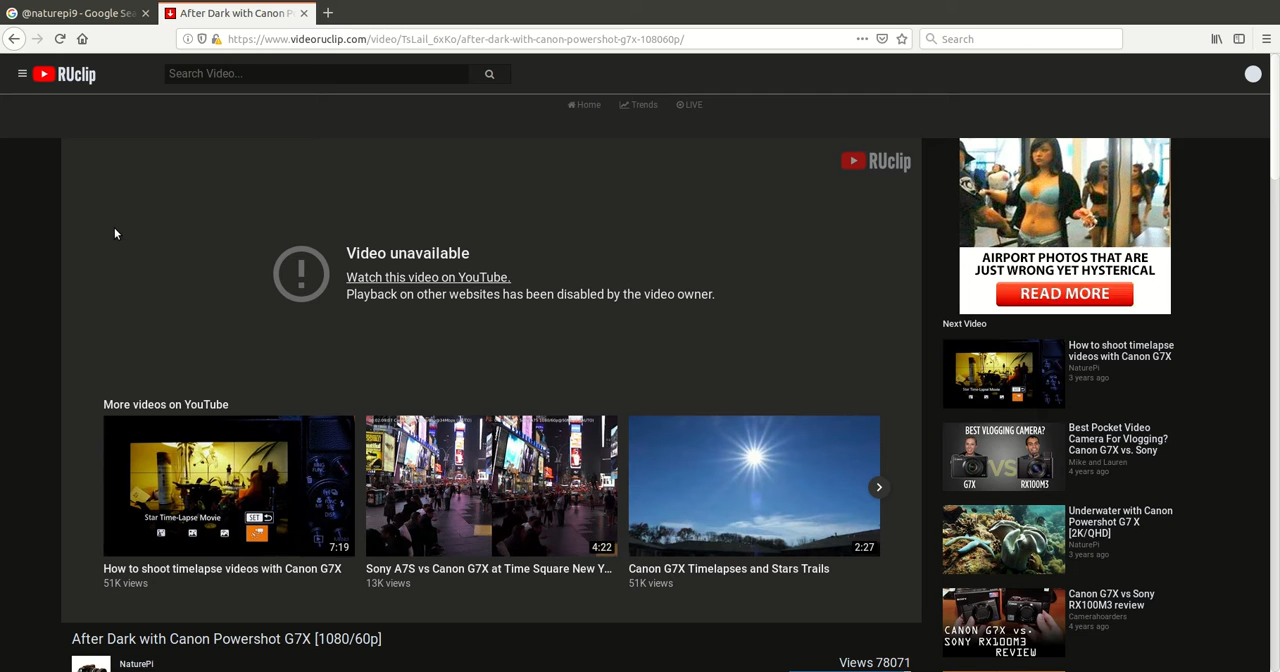 @naturepi9 - Google Sea
After Dark with Canon P
https://www.videoruclip.com/video/TsLail_6xKo/after-dark-with-canon-powershot-g7x-108060p/
Search
RUclip
Search Video...
Home
Trends
LIVE
RUclip
Video unavailable
Watch this video on YouTube.
Playback on other websites has been disabled by the video owner.
More videos on YouTube
Star Time-Lapse Movie
SET
7:19
How to shoot timelapse videos with Canon G7X
51K views
4:22
Sony A7S vs Canon G7X at Time Square New Y...
13K views
2:27
Canon G7X Timelapses and Stars Trails
51K views
After Dark with Canon Powershot G7X [1080/60p]
NaturePi
Views 78071
AIRPORT PHOTOS THAT ARE
JUST WRONG YET HYSTERICAL
READ MORE
Next Video
Star Time-Lapse Movie
How to shoot timelapse
videos with Canon G7X
NaturePi
3 years ago
BEST VLOGGING CAMERA?
VS
G7X
RX100M3
Best Pocket Video
Camera For Vlogging?
Canon G7X vs. Sony
Mike and Lauren
4 years ago
Underwater with Canon
Powershot G7 X
[2K/QHD]
NaturePi
3 years ago
CANON G7X vs.
SONY RX100M3
REVIEW
Canon G7X vs Sony
RX100M3 review
Camerahoarders
4 years ago